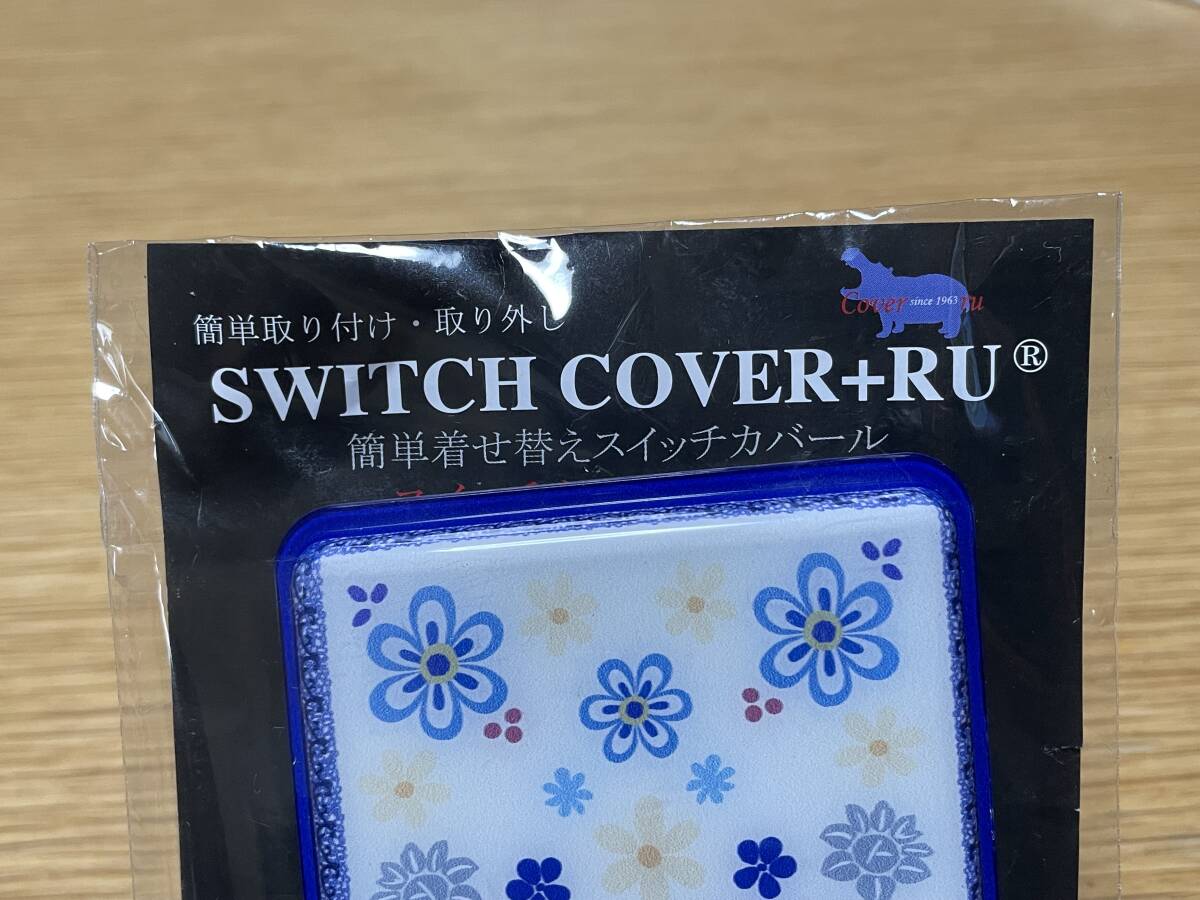 簡単取り付け・取り外し
Cover since 1963 ru
SWITCH COVER+RU®
簡単着せ替えスイッチカバール